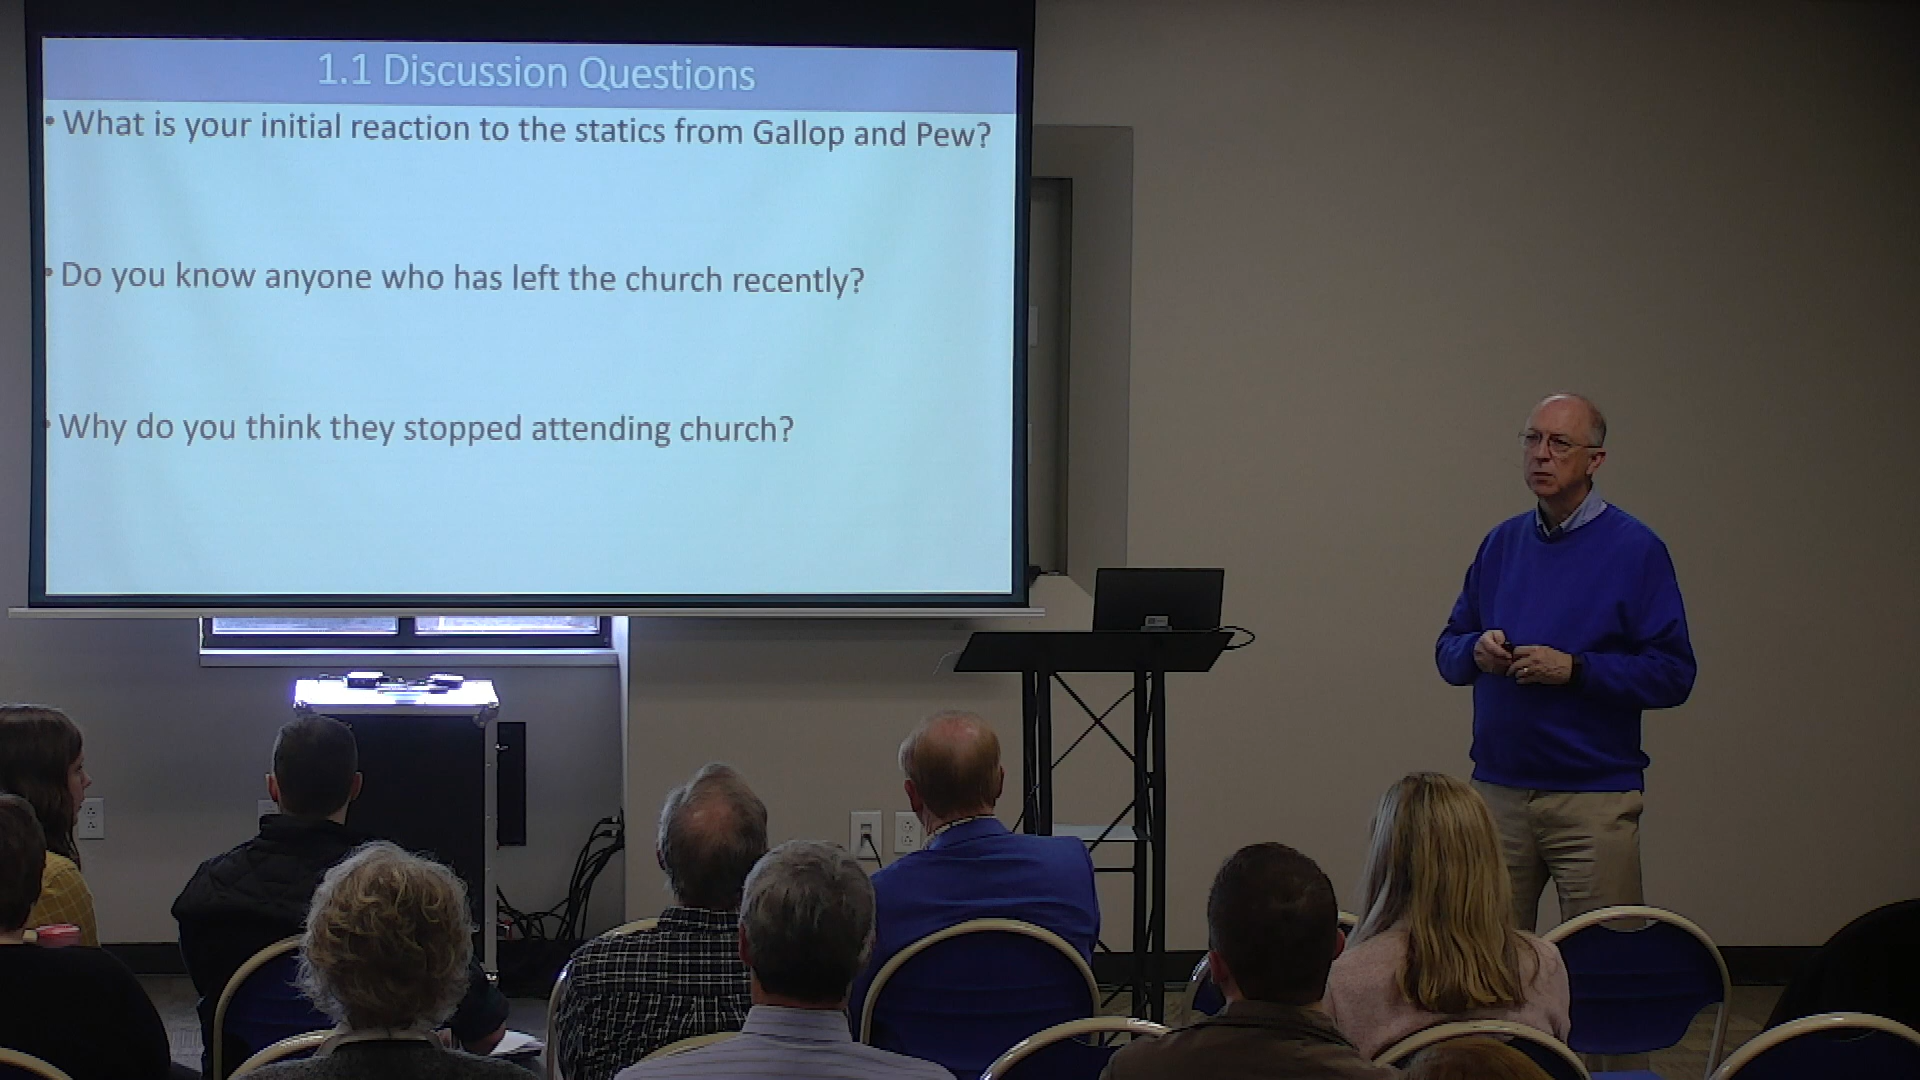 1.1 Discussion Questions
• What is your initial reaction to the statics from Gallop and Pew?
• Do you know anyone who has left the church recently?
• Why do you think they stopped attending church?